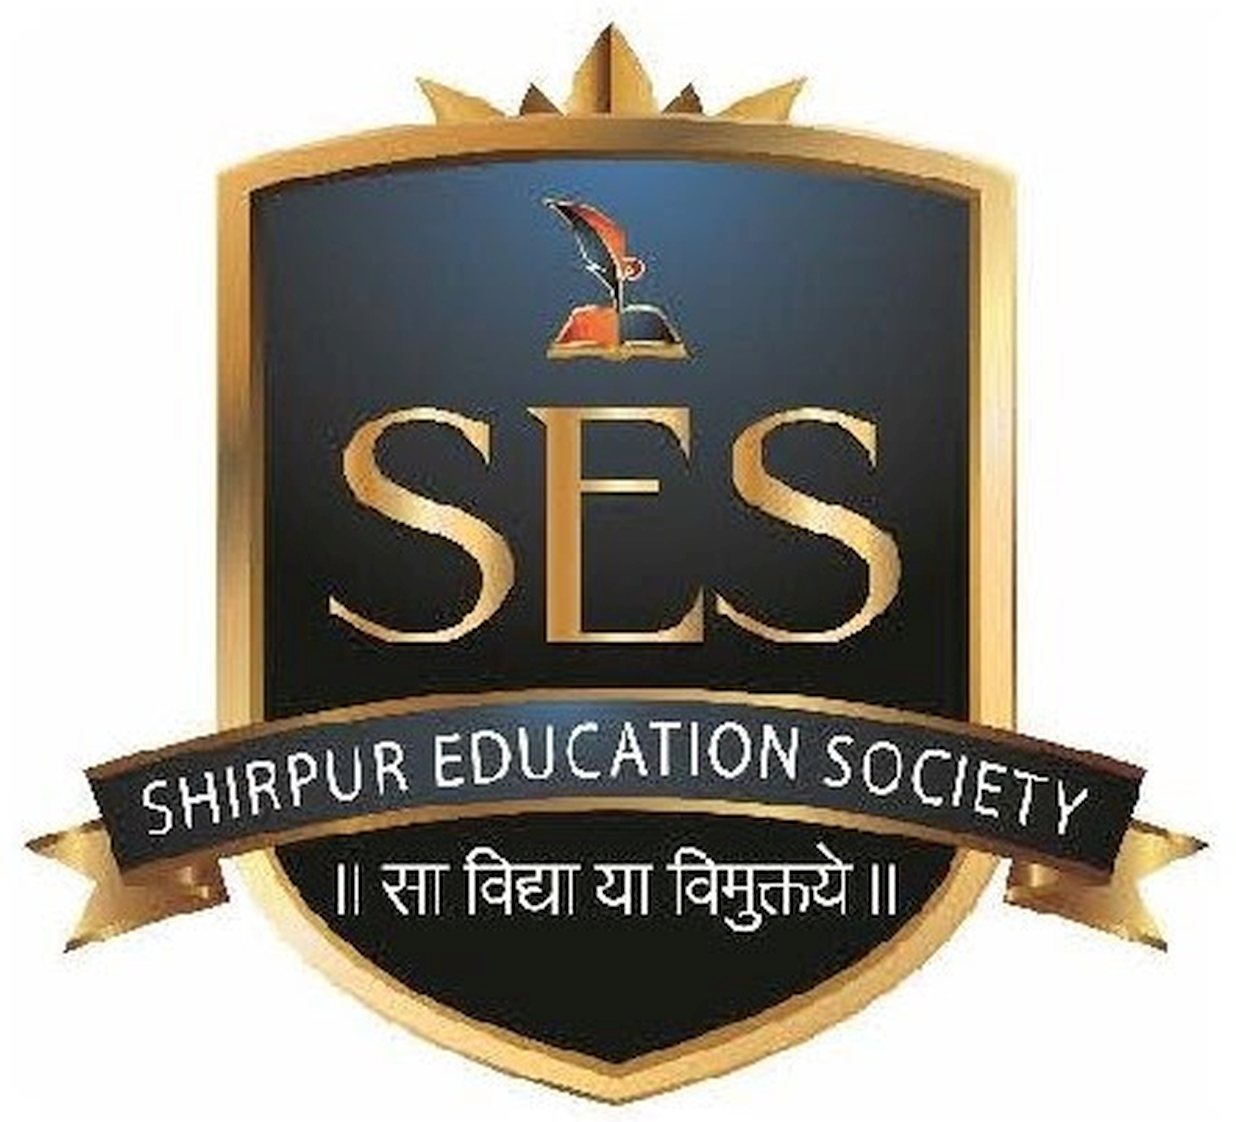 SES
SHIRPUR EDUCATION SOCIETY
॥ सा विद्या या विमुक्तये ॥